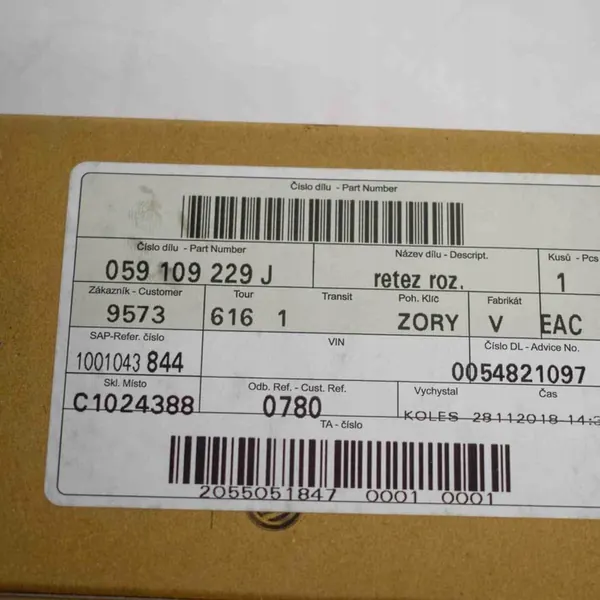 Číslo dílu - Part Number
Číslo dílu - Part Number
Název dílu - Descript.
Kusů - Pcs
059 109 229 J
retez roz.
1
Zákazník - Customer
Tour
Transit
Poh. Klíč
Fabrikát
9573
616 1
ZORY
V
EAC
SAP-Refer. číslo
VIN
Číslo DL - Advice No.
1001043 844
0054821097
Skl. Místo
Odb. Ref. - Cust. Ref.
Vychystal
Čas
C1024388
0780
KOLES 28112018 14:3
TA - číslo
2055051847 0001 0001